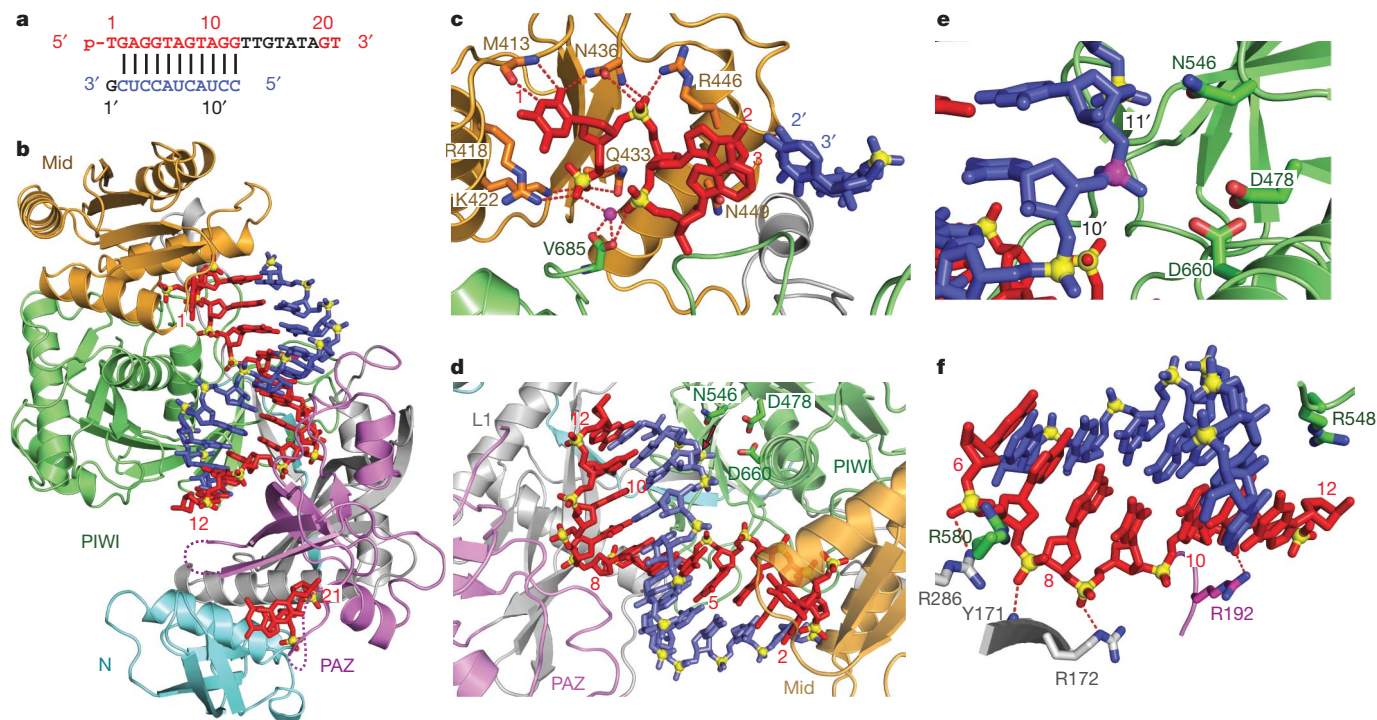 a
1 10 20
5′ p-TGAGGTAGTAGGTTGTATAGT 3′
3′ GCUCCAUCAUCC 5′
1′ 10′
b
Mid
1
12
PIWI
21
N
PAZ
c
M413
N436
R446
1
2
2′
3′
3
R418
Q433
K422
N449
V685
d
N546
D478
L1
12
10
D660
PIWI
8
5
2
PAZ
Mid
e
N546
11′
D478
10′
D660
f
R548
6
12
R580
10
8
R286
Y171
R192
R172